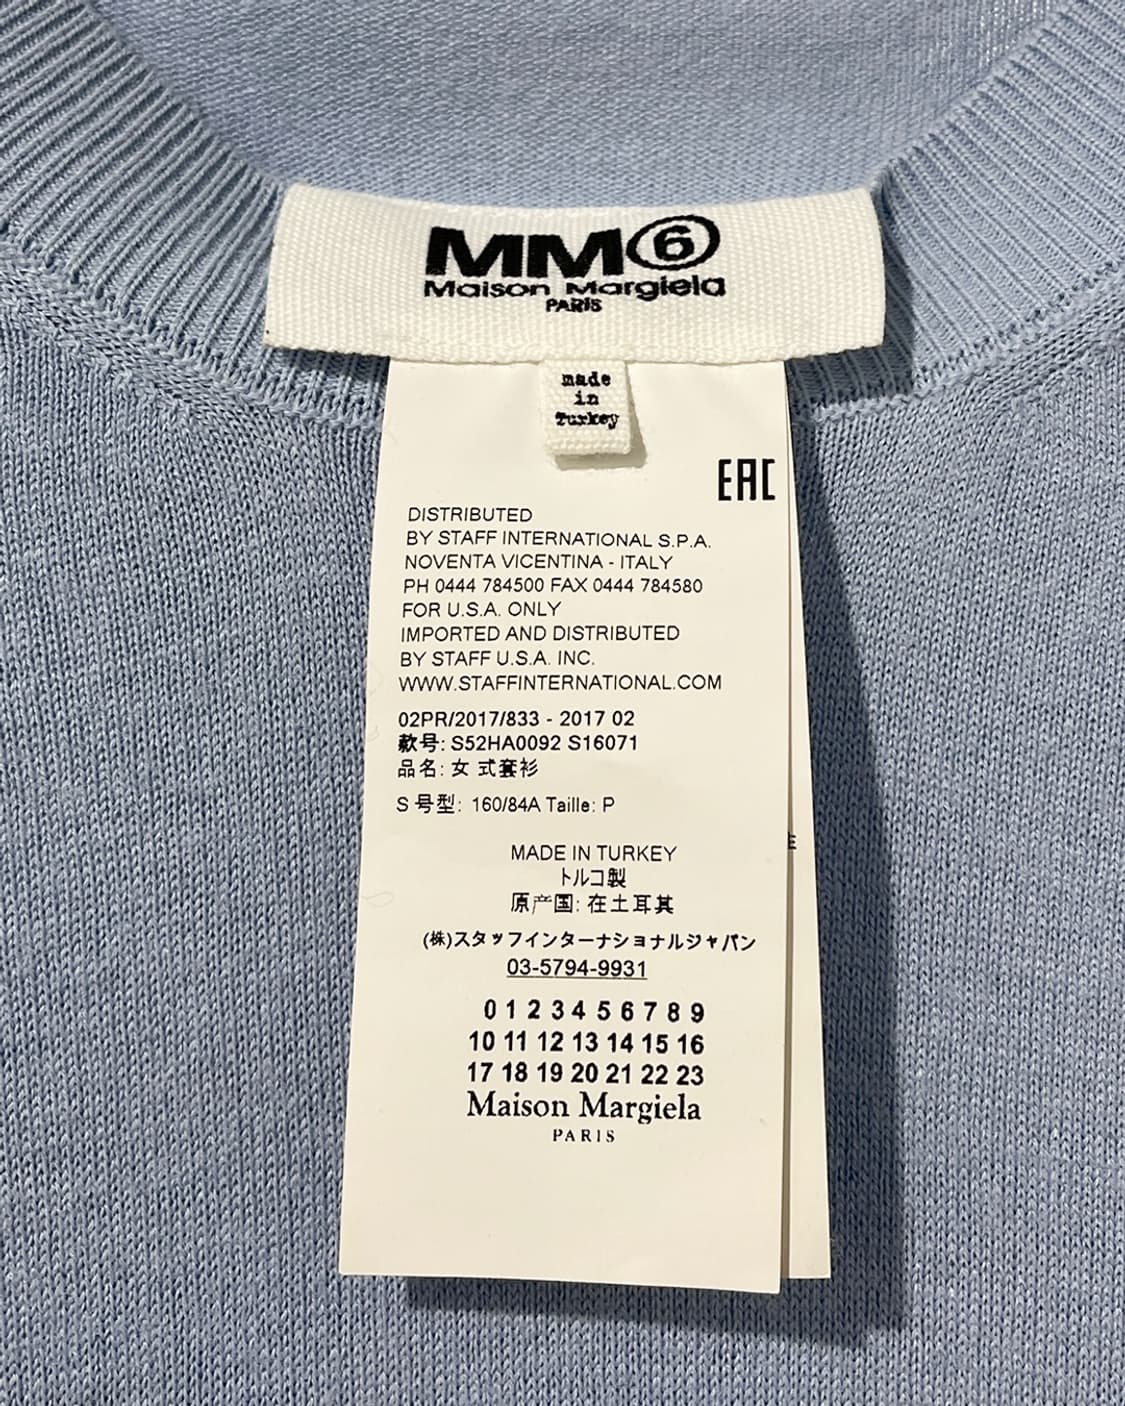 MM6
Maison Margiela
PARIS
made
in
Turkey
EAC
DISTRIBUTED
BY STAFF INTERNATIONAL S.P.A.
NOVENTA VICENTINA - ITALY
PH 0444 784500 FAX 0444 784580
FOR U.S.A. ONLY
IMPORTED AND DISTRIBUTED
BY STAFF U.S.A. INC.
WWW.STAFFINTERNATIONAL.COM
02PR/2017/833 - 2017 02
款号: S52HA0092 S16071
品名: 女 式套衫
S 号型: 160/84A Taille: P
MADE IN TURKEY
トルコ製
原产国: 在土耳其
(株)スタッフインターナショナルジャパン
03-5794-9931
0 1 2 3 4 5 6 7 8 9
10 11 12 13 14 15 16
17 18 19 20 21 22 23
Maison Margiela
PARIS